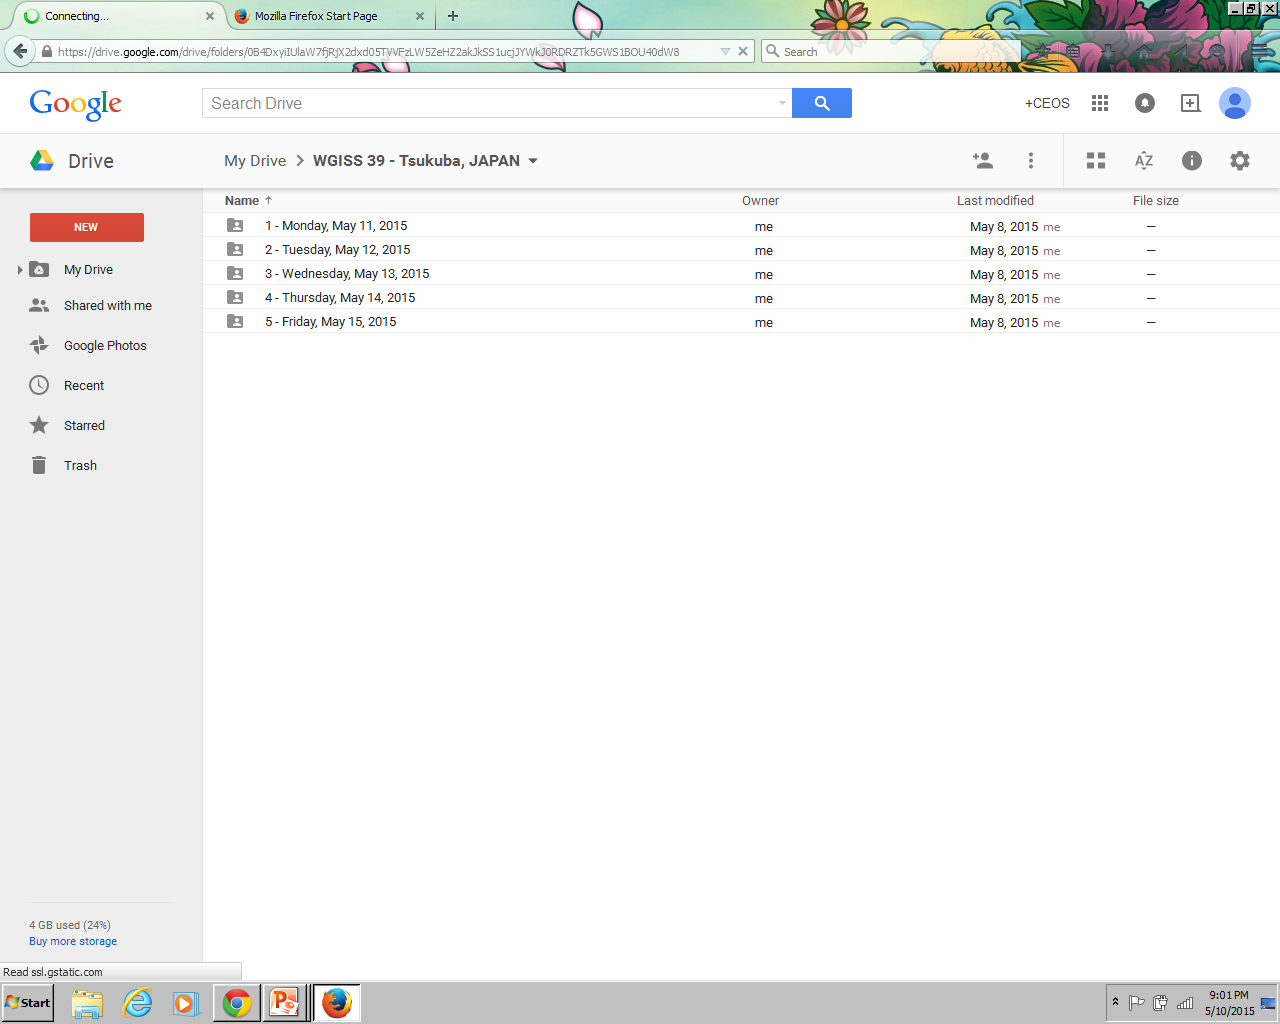 Connecting...
Mozilla Firefox Start Page
https://drive.google.com/drive/folders/0B4DxyiIUlaW7fjRjX2dxd05TWFzLW5ZeHZ2akJkSS1ucjJYWkJ0RDRZTk5GWS1BOU40dW8
Search
Google
Search Drive
+CEOS
Drive
My Drive > WGISS 39 - Tsukuba, JAPAN
AZ
Name ↑ Owner Last modified File size
1 - Monday, May 11, 2015 me May 8, 2015 me —
2 - Tuesday, May 12, 2015 me May 8, 2015 me —
3 - Wednesday, May 13, 2015 me May 8, 2015 me —
4 - Thursday, May 14, 2015 me May 8, 2015 me —
5 - Friday, May 15, 2015 me May 8, 2015 me —
NEW
My Drive
Shared with me
Google Photos
Recent
Starred
Trash
4 GB used (24%)
Buy more storage
Read ssl.gstatic.com
Start
9:01 PM
5/10/2015